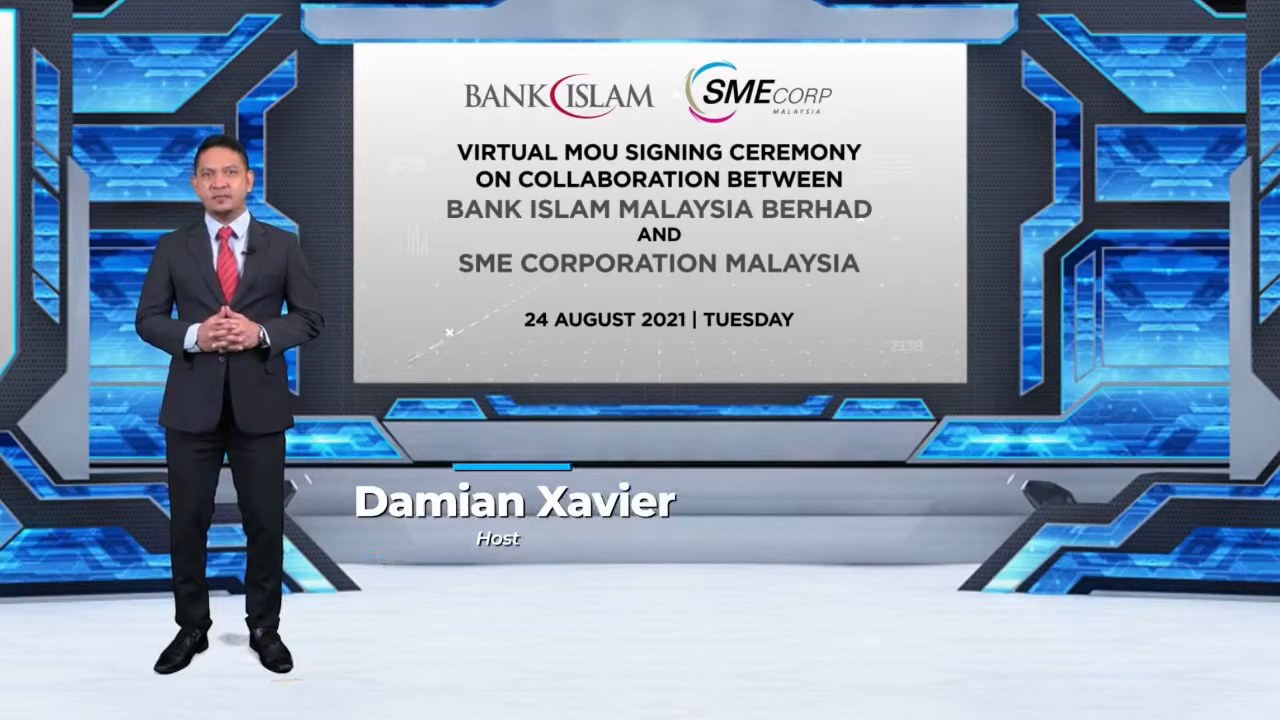 BANK ISLAM
SME CORP
MALAYSIA
VIRTUAL MOU SIGNING CEREMONY
ON COLLABORATION BETWEEN
BANK ISLAM MALAYSIA BERHAD
AND
SME CORPORATION MALAYSIA
24 AUGUST 2021 | TUESDAY
Damian Xavier
Host